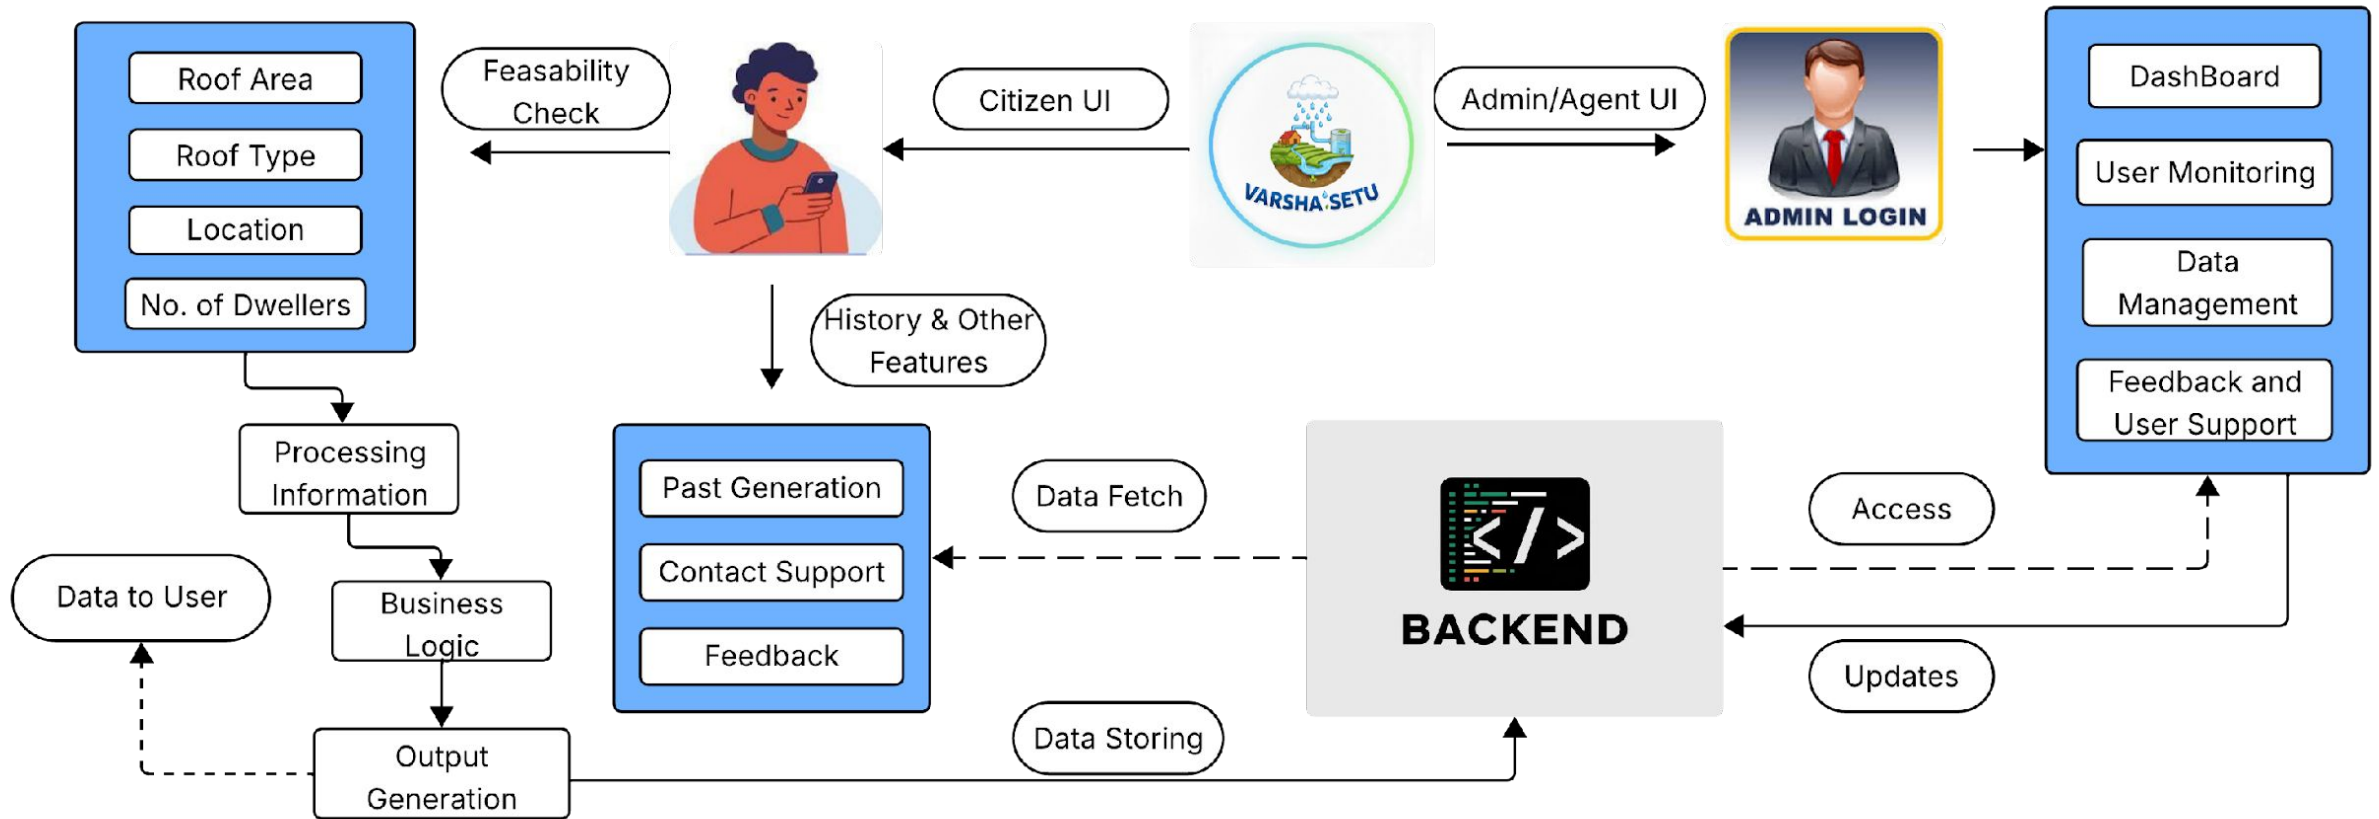 Roof Area
Roof Type
Location
No. of Dwellers
Feasability
Check
Citizen UI
VARSHA SETU
Admin/Agent UI
ADMIN LOGIN
DashBoard
User Monitoring
Data
Management
Feedback and
User Support
History & Other
Features
Processing
Information
Past Generation
Contact Support
Feedback
Data Fetch
</>
BACKEND
Access
Updates
Data to User
Business
Logic
Output
Generation
Data Storing